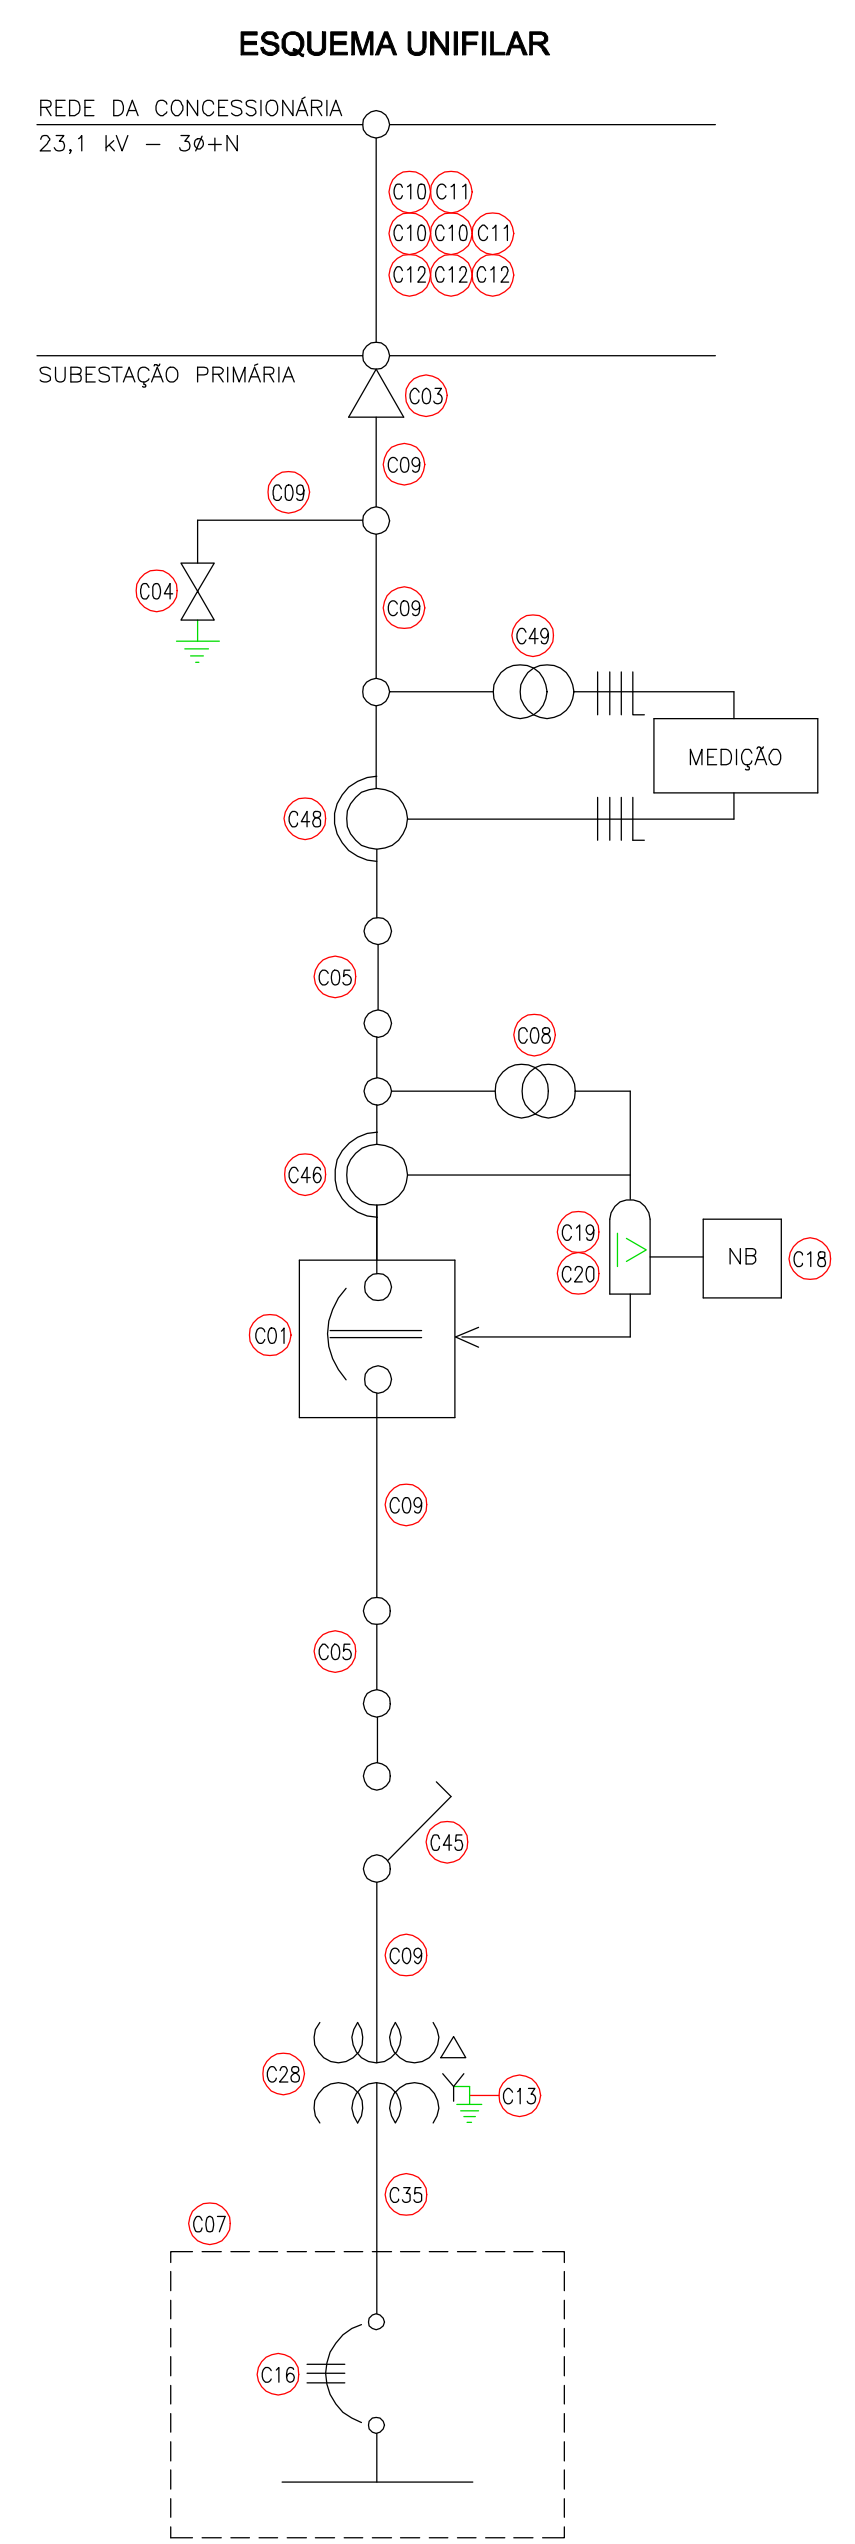 ESQUEMA UNIFILAR
REDE DA CONCESSIONÁRIA
23,1 kV - 3ø+N
C10 C11
C10 C10 C11
C12 C12 C12
SUBESTAÇÃO PRIMÁRIA
C03
C09
C09
C04
C09
C49
MEDIÇÃO
C48
C05
C08
C46
C19
C20
NB
C18
C01
C09
C05
C45
C09
C28
C13
C35
C07
C16